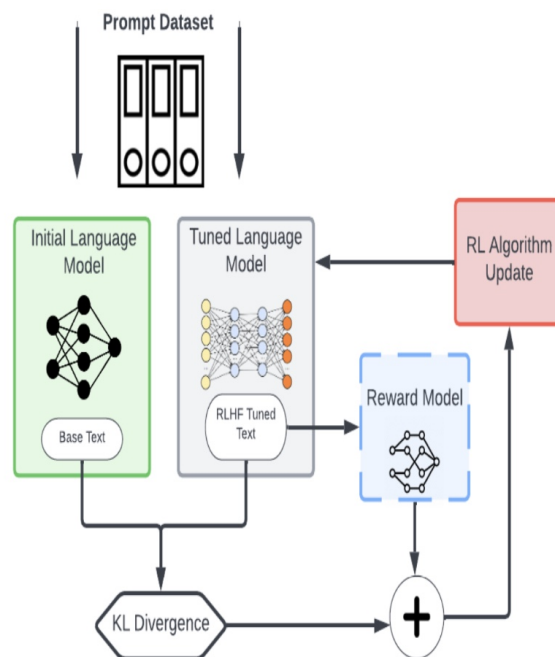 Prompt Dataset
Initial Language
Model
Tuned Language
Model
RL Algorithm
Update
Reward Model
Base Text
RLHF Tuned
Text
KL Divergence
+